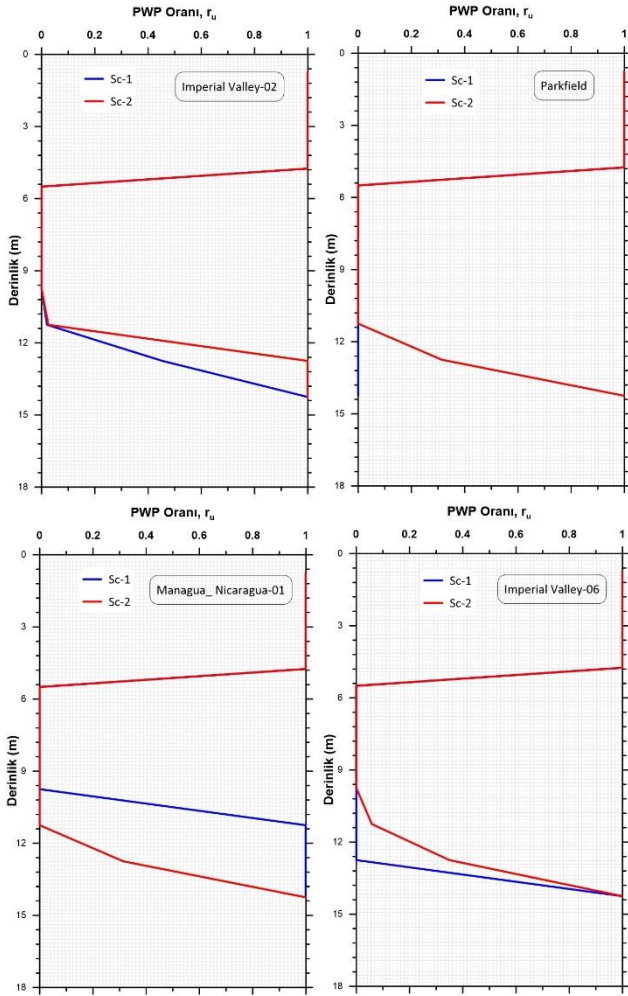 PWP Oranı, ru
0 0.2 0.4 0.6 0.8 1
0
3
6
9
12
15
18
Derinlik (m)
Sc-1
Sc-2
Imperial Valley-02
PWP Oranı, ru
0 0.2 0.4 0.6 0.8 1
0
3
6
9
12
15
18
Derinlik (m)
Sc-1
Sc-2
Parkfield
PWP Oranı, ru
0 0.2 0.4 0.6 0.8 1
0
3
6
9
12
15
18
Derinlik (m)
Sc-1
Sc-2
Managua_ Nicaragua-01
PWP Oranı, ru
0 0.2 0.4 0.6 0.8 1
0
3
6
9
12
15
18
Derinlik (m)
Sc-1
Sc-2
Imperial Valley-06